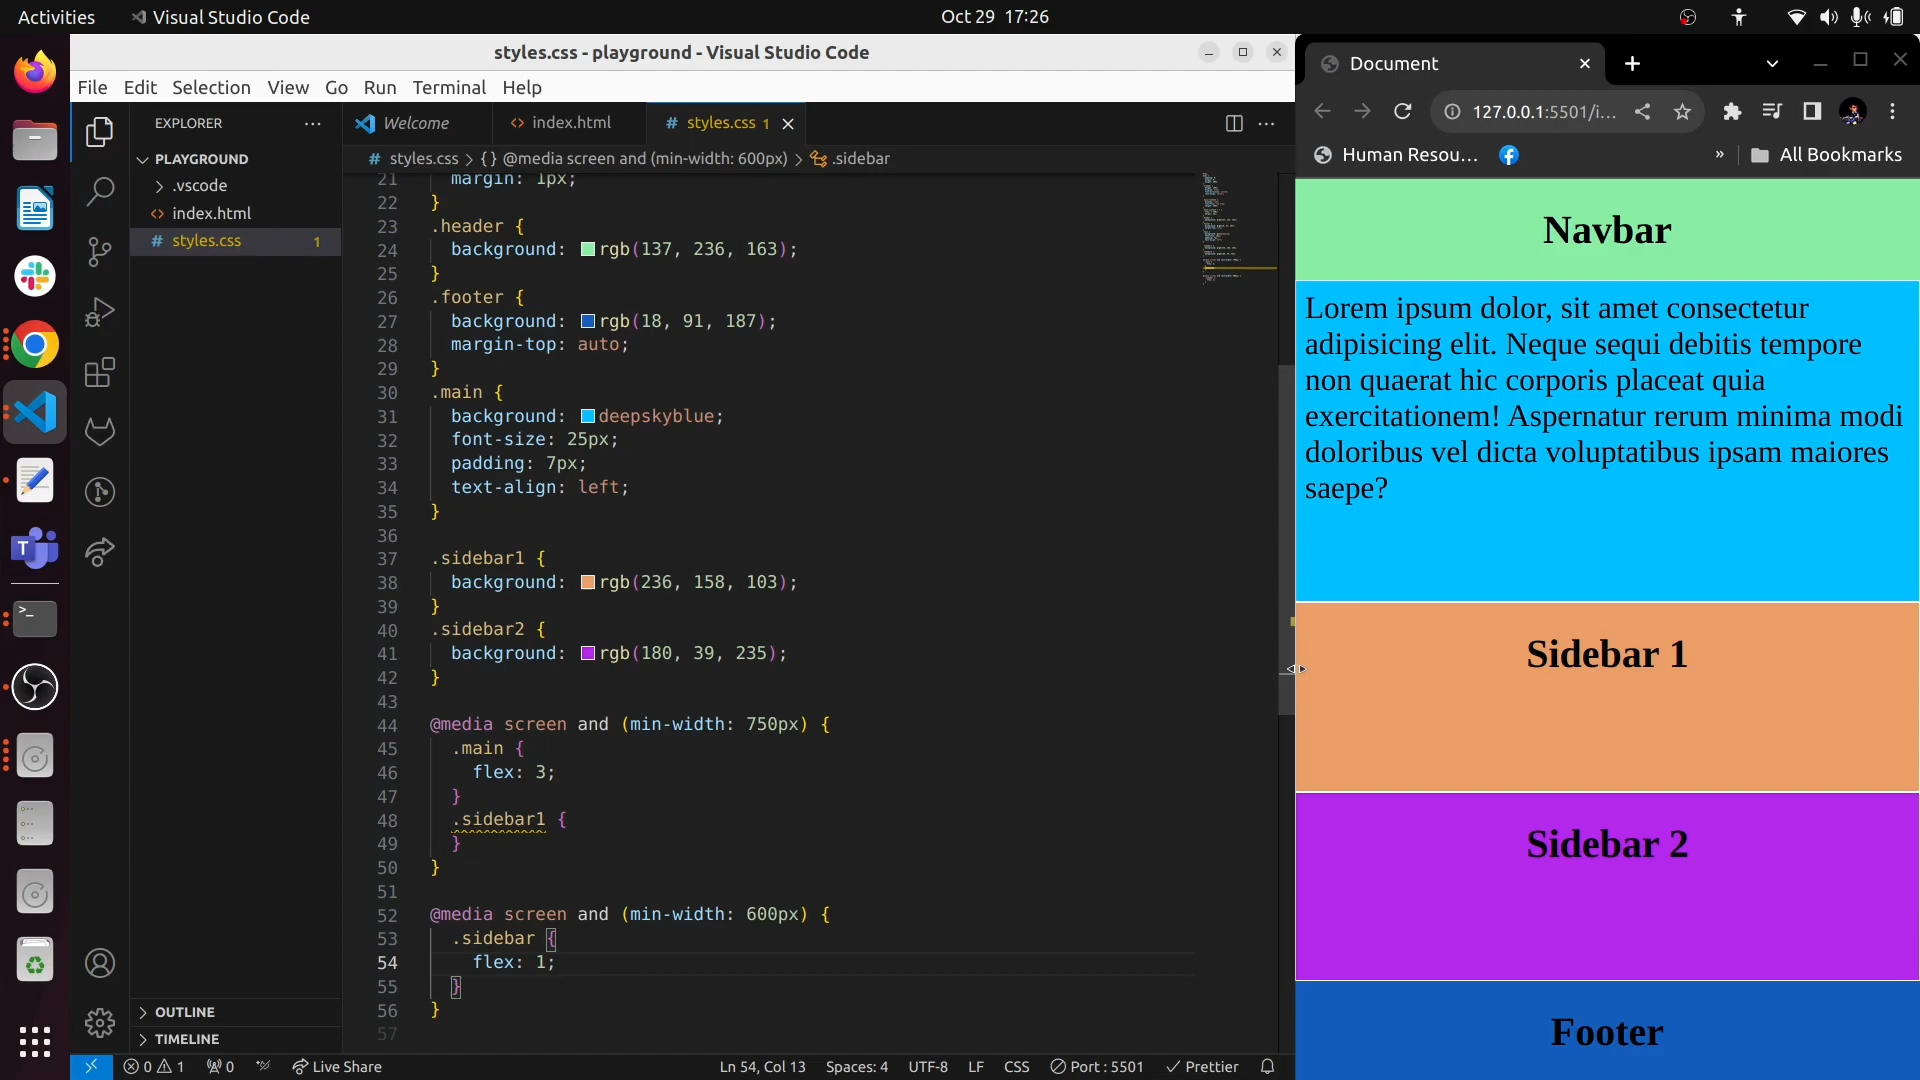 Activities
Visual Studio Code
Oct 29 17:26
styles.css - playground - Visual Studio Code
File Edit Selection View Go Run Terminal Help
EXPLORER
PLAYGROUND
.vscode
index.html
styles.css 1
OUTLINE
TIMELINE
Welcome
index.html
styles.css 1
styles.css > {} @media screen and (min-width: 600px) > .sidebar
21 margin: 1px;
22 }
23 .header {
24 background: rgb(137, 236, 163);
25 }
26 .footer {
27 background: rgb(18, 91, 187);
28 margin-top: auto;
29 }
30 .main {
31 background: deepskyblue;
32 font-size: 25px;
33 padding: 7px;
34 text-align: left;
35 }
36
37 .sidebar1 {
38 background: rgb(236, 158, 103);
39 }
40 .sidebar2 {
41 background: rgb(180, 39, 235);
42 }
43
44 @media screen and (min-width: 750px) {
45 .main {
46 flex: 3;
47 }
48 .sidebar1 {
49 }
50 }
51
52 @media screen and (min-width: 600px) {
53 .sidebar {
54 flex: 1;
55 }
56 }
57
0 1 0 Live Share
Ln 54, Col 13 Spaces: 4 UTF-8 LF CSS Port : 5501 Prettier
Document
127.0.0.1:5501/i...
Human Resou... » All Bookmarks
Navbar
Lorem ipsum dolor, sit amet consectetur
adipisicing elit. Neque sequi debitis tempore
non quaerat hic corporis placeat quia
exercitationem! Aspernatur rerum minima modi
doloribus vel dicta voluptatibus ipsam maiores
saepe?
Sidebar 1
Sidebar 2
Footer